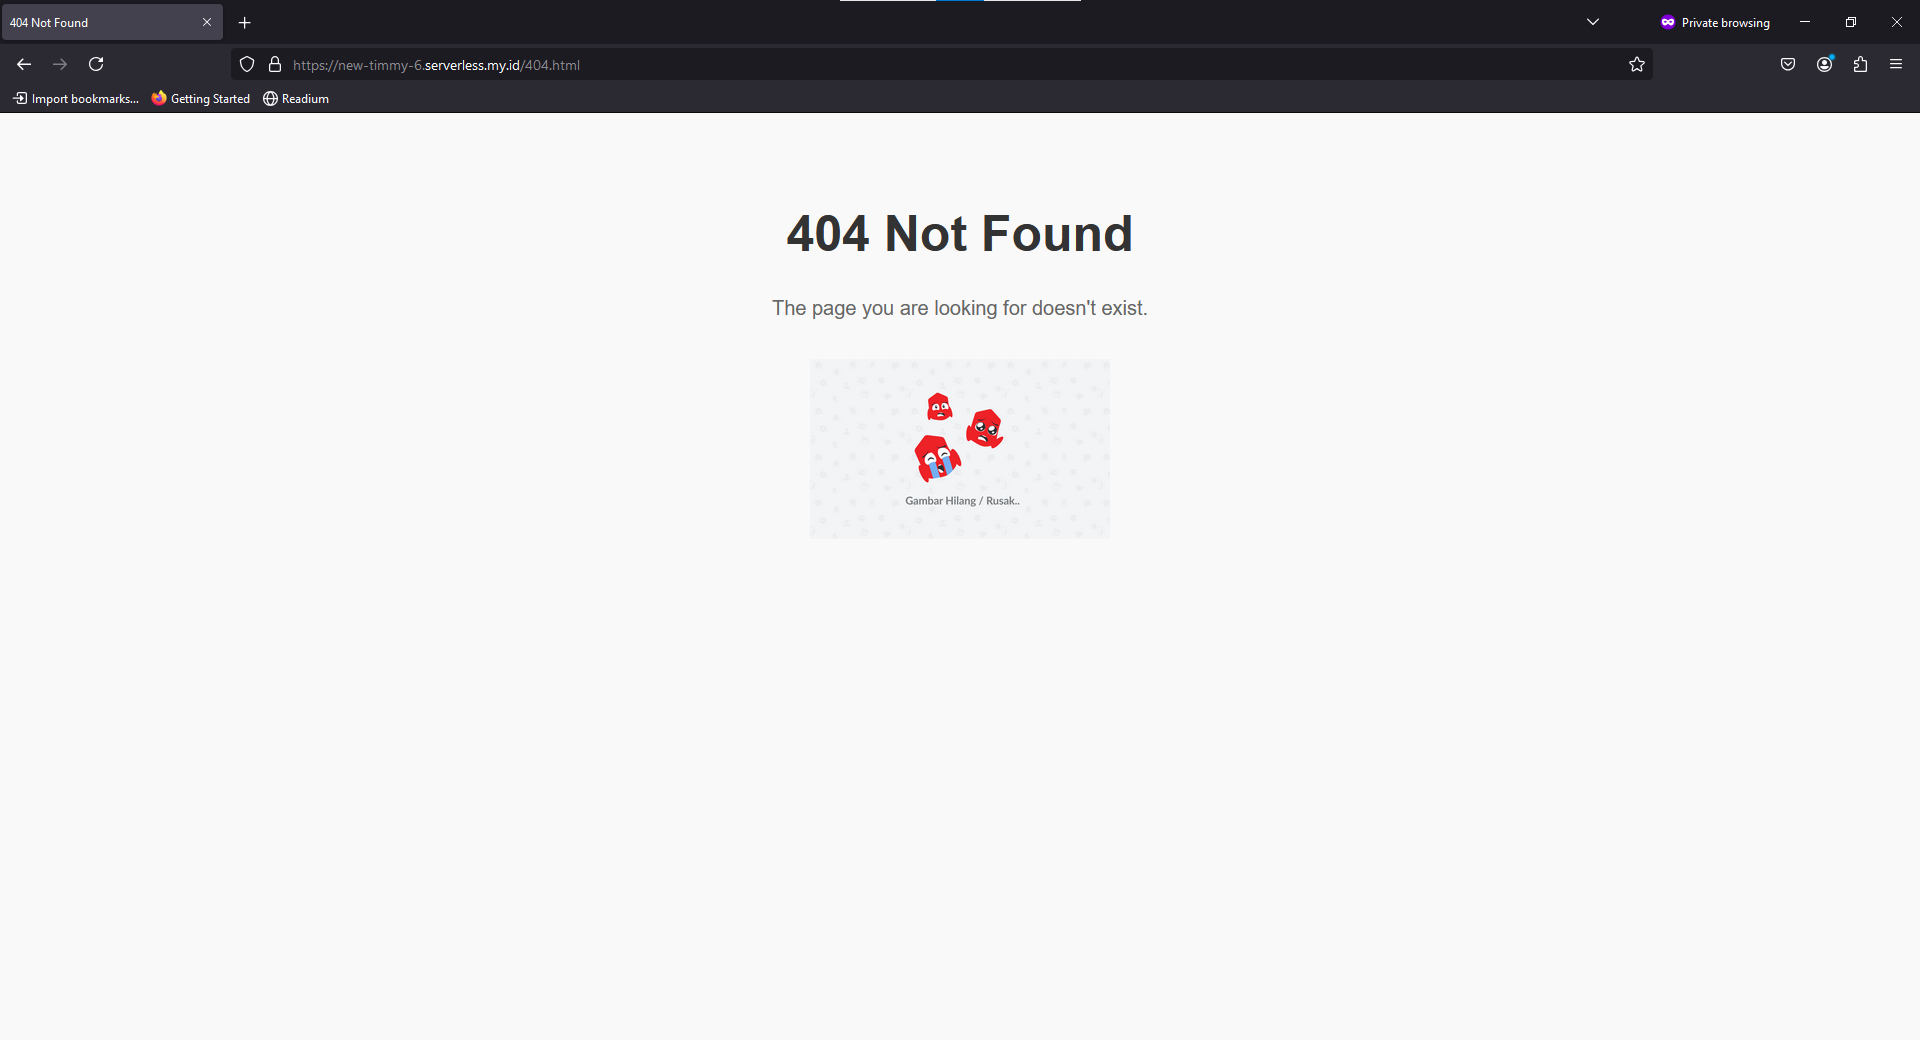 404 Not Found
Private browsing
https://new-timmy-6.serverless.my.id/404.html
Import bookmarks...
Getting Started
Readium
404 Not Found
The page you are looking for doesn't exist.
Gambar Hilang / Rusak..